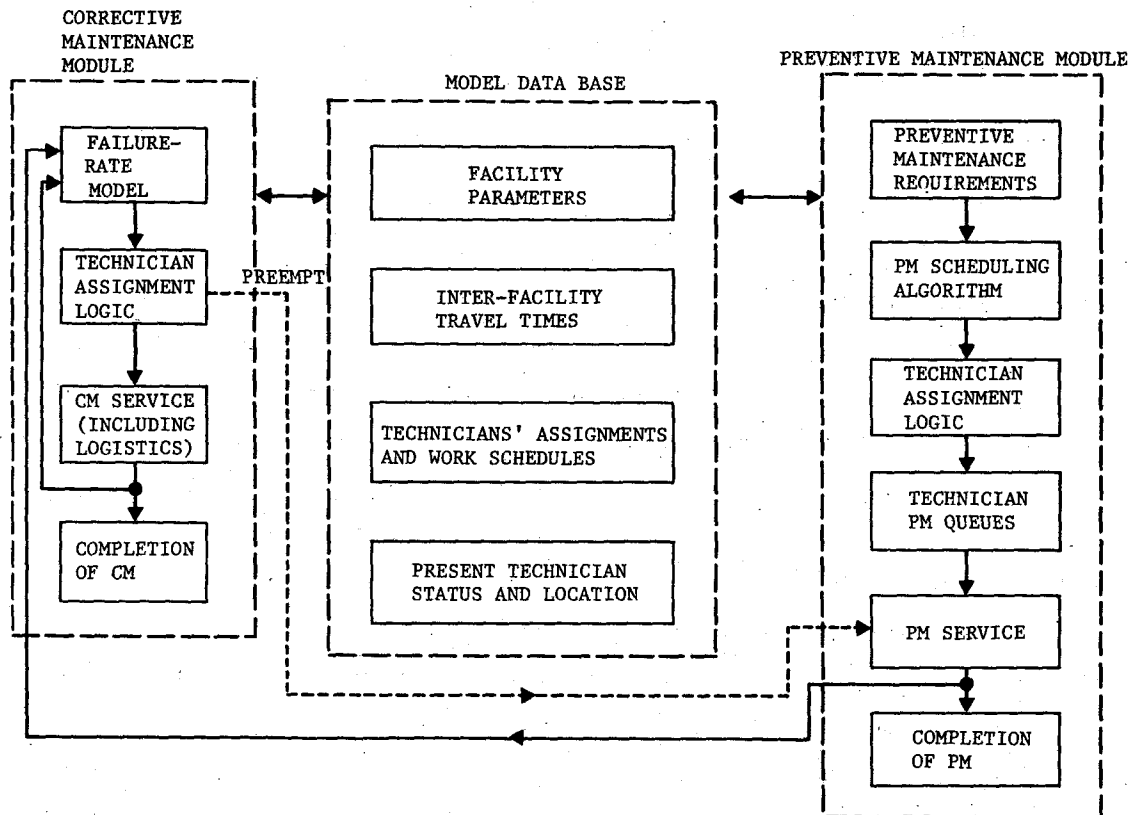 CORRECTIVE
MAINTENANCE
MODULE
FAILURE-
RATE
MODEL
TECHNICIAN
ASSIGNMENT
LOGIC
CM SERVICE
(INCLUDING
LOGISTICS)
COMPLETION
OF CM
PREEMPT
MODEL DATA BASE
FACILITY
PARAMETERS
INTER-FACILITY
TRAVEL TIMES
TECHNICIANS' ASSIGNMENTS
AND WORK SCHEDULES
PRESENT TECHNICIAN
STATUS AND LOCATION
PREVENTIVE MAINTENANCE MODULE
PREVENTIVE
MAINTENANCE
REQUIREMENTS
PM SCHEDULING
ALGORITHM
TECHNICIAN
ASSIGNMENT
LOGIC
TECHNICIAN
PM QUEUES
PM SERVICE
COMPLETION
OF PM